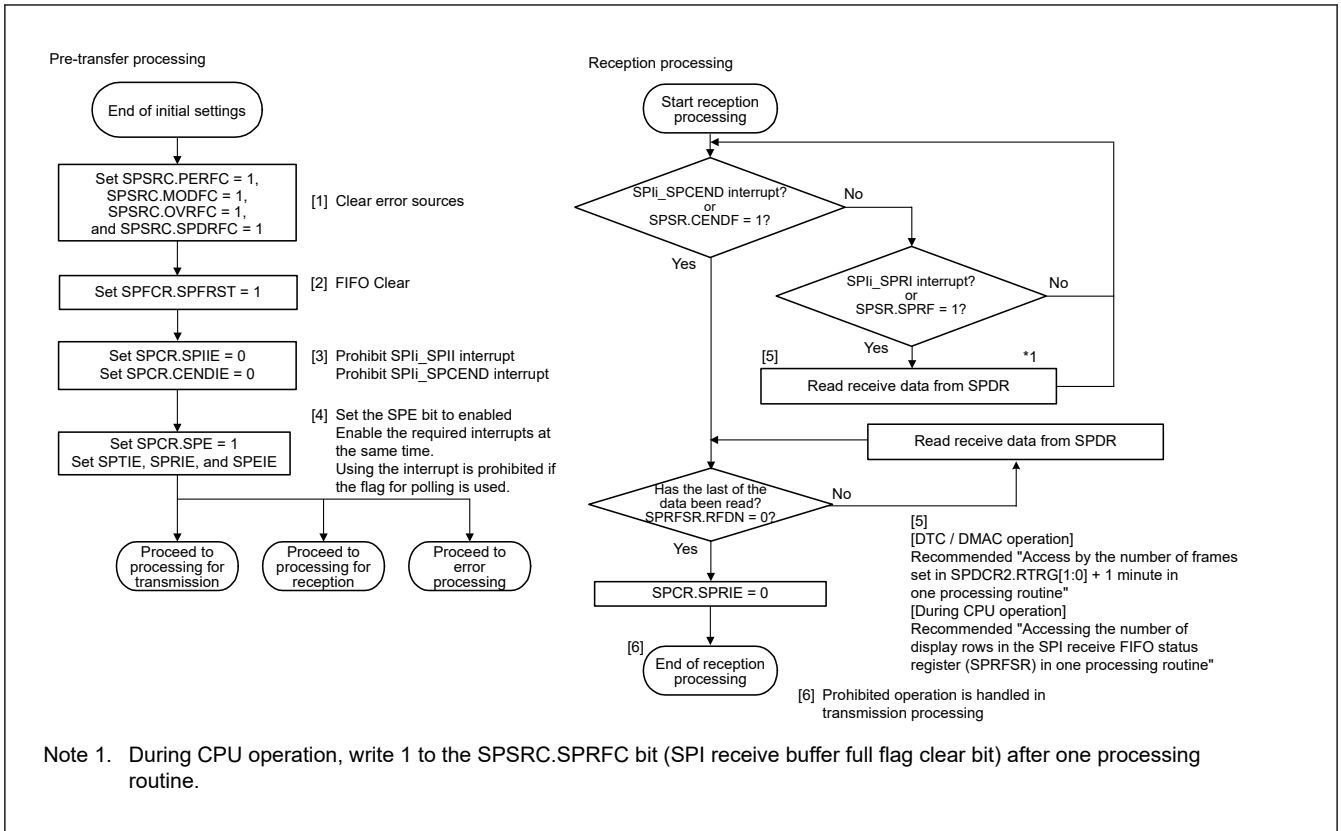 Pre-transfer processing
End of initial settings
Set SPSRC.PERFC = 1,
SPSRC.MODFC = 1,
SPSRC.OVRFC = 1,
and SPSRC.SPDRFC = 1
[1] Clear error sources
Set SPFCR.SPFRST = 1
[2] FIFO Clear
Set SPCR.SPIIE = 0
Set SPCR.CENDIE = 0
[3] Prohibit SPIi_SPII interrupt
Prohibit SPIi_SPCEND interrupt
Set SPCR.SPE = 1
Set SPTIE, SPRIE, and SPEIE
[4] Set the SPE bit to enabled
Enable the required interrupts at
the same time.
Using the interrupt is prohibited if
the flag for polling is used.
Proceed to
processing for
transmission
Proceed to
processing for
reception
Proceed to
error
processing
Reception processing
Start reception
processing
SPIi_SPCEND interrupt?
or
SPSR.CENDF = 1?
No
Yes
SPIi_SPRI interrupt?
or
SPSR.SPRF = 1?
No
Yes
[5]
*1
Read receive data from SPDR
Read receive data from SPDR
Has the last of the
data been read?
SPRFSR.RFDN = 0?
No
Yes
SPCR.SPRIE = 0
[6]
End of reception
processing
[5]
[DTC / DMAC operation]
Recommended "Access by the number of frames
set in SPDCR2.RTRG[1:0] + 1 minute in
one processing routine"
[During CPU operation]
Recommended "Accessing the number of
display rows in the SPI receive FIFO status
register (SPRFSR) in one processing routine"
[6] Prohibited operation is handled in
transmission processing
Note 1. During CPU operation, write 1 to the SPSRC.SPRFC bit (SPI receive buffer full flag clear bit) after one processing
routine.